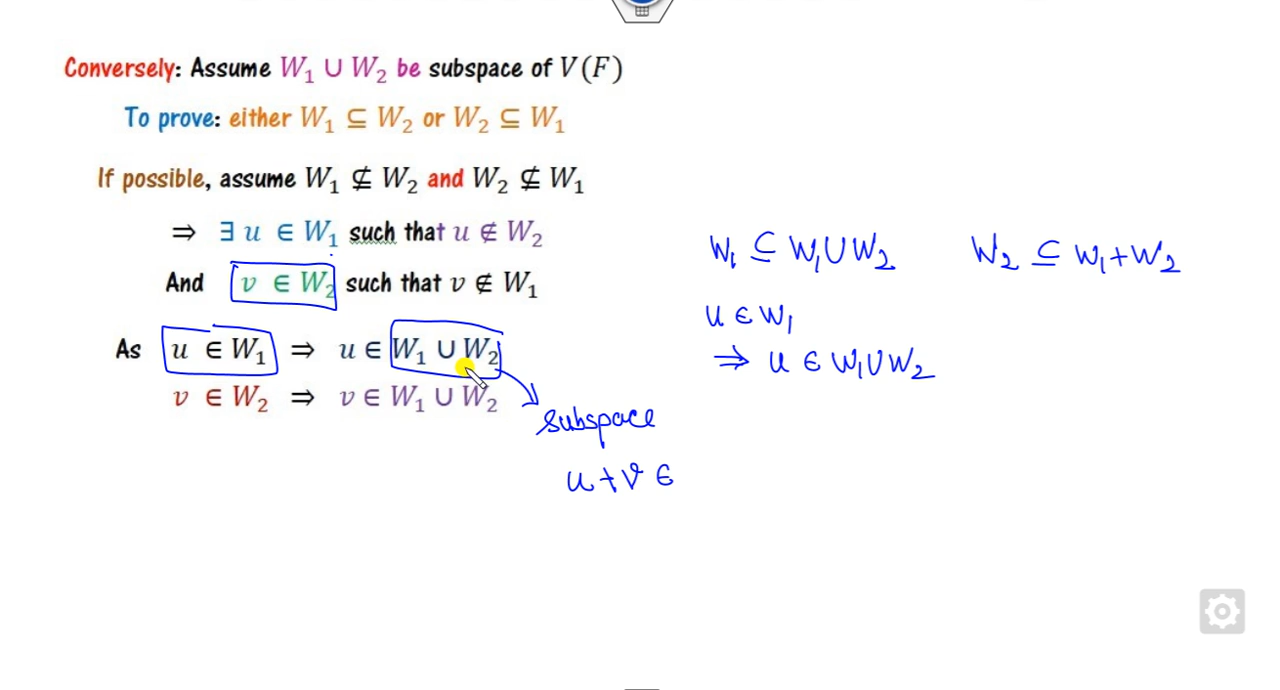 Conversely: Assume W₁ ∪ W₂ be subspace of V(F)
To prove: either W₁ ⊆ W₂ or W₂ ⊆ W₁
If possible, assume W₁ ⊈ W₂ and W₂ ⊈ W₁
⇒ ∃ u ∈ W₁ such that u ∉ W₂
And v ∈ W₂ such that v ∉ W₁
As u ∈ W₁ ⇒ u ∈ W₁ ∪ W₂
v ∈ W₂ ⇒ v ∈ W₁ ∪ W₂
subspace
u + v ∈
W₁ ⊆ W₁ ∪ W₂
W₂ ⊆ W₁ + W₂
u ∈ W₁
⇒ u ∈ W₁ ∪ W₂